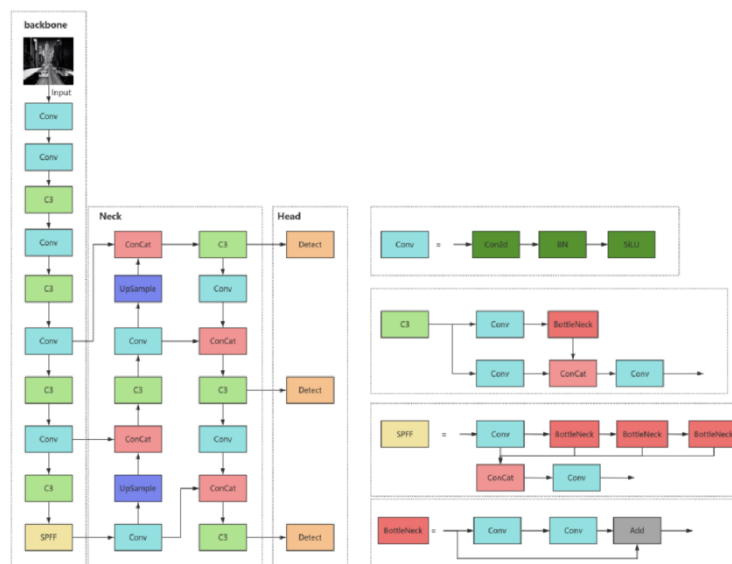 backbone
Input
Conv
Conv
C3
Conv
C3
Conv
C3
Conv
C3
SPFF
Neck
ConCat
C3
UpSample
Conv
Conv
ConCat
C3
C3
ConCat
Conv
UpSample
ConCat
Conv
C3
Head
Detect
Detect
Detect
Conv
=
Con2d
BN
SiLU
C3
Conv
BottleNeck
Conv
ConCat
Conv
SPFF
=
Conv
BottleNeck
BottleNeck
BottleNeck
ConCat
Conv
BottleNeck
=
Conv
Conv
Add